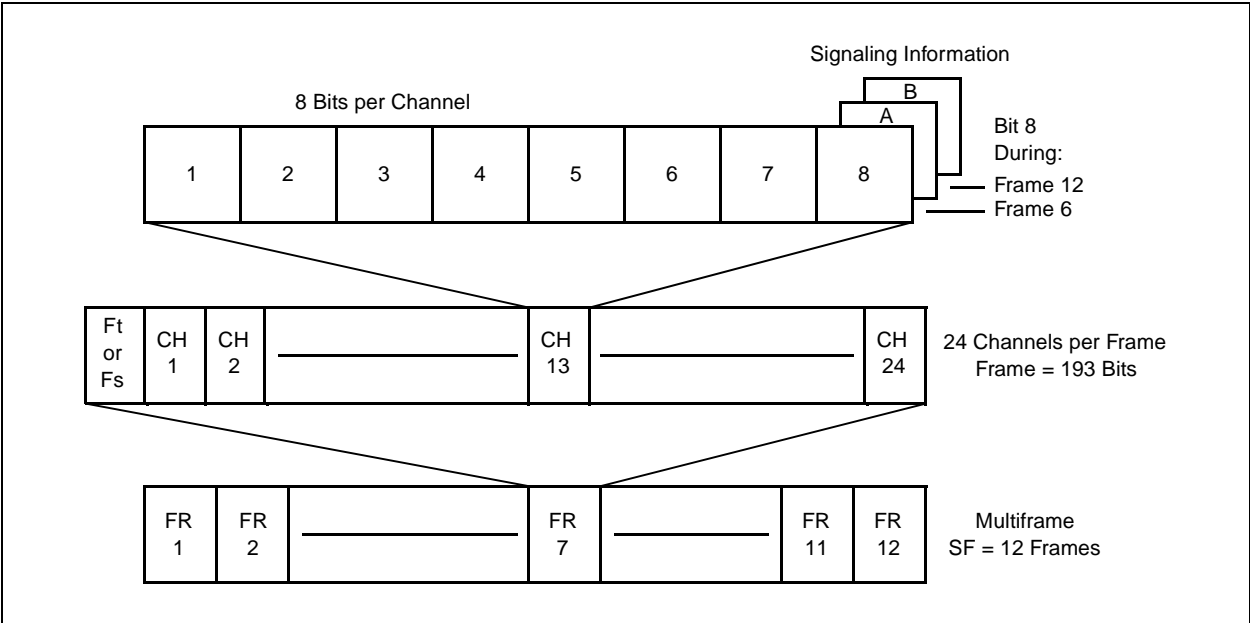 Signaling Information
8 Bits per Channel
B
A
Bit 8
During:
Frame 12
Frame 6
1 2 3 4 5 6 7 8
Ft
or
Fs
CH
1
CH
2
CH
13
CH
24
24 Channels per Frame
Frame = 193 Bits
FR
1
FR
2
FR
7
FR
11
FR
12
Multiframe
SF = 12 Frames